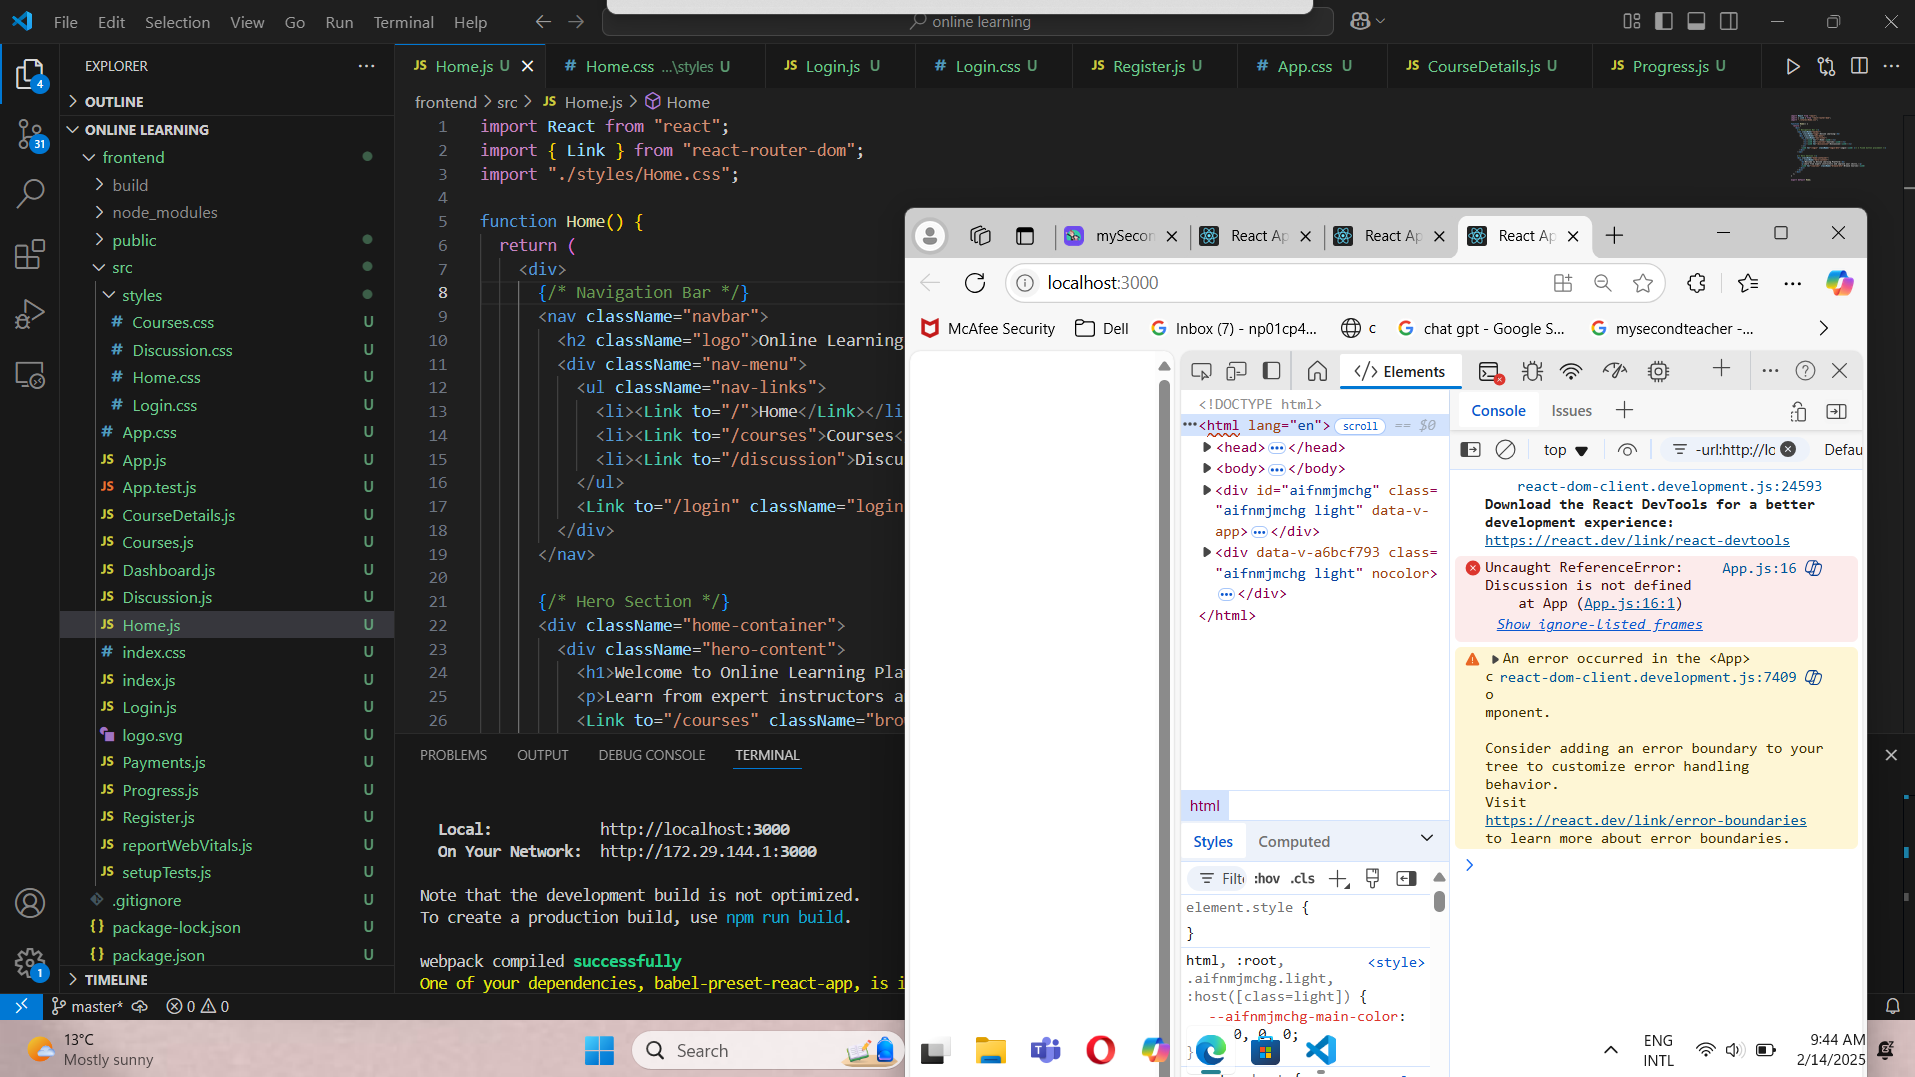 File Edit Selection View Go Run Terminal Help
online learning
EXPLORER
OUTLINE
ONLINE LEARNING
frontend
build
node_modules
public
src
styles
# Courses.css U
# Discussion.css U
# Home.css U
# Login.css U
# App.css U
JS App.js U
JS App.test.js U
JS CourseDetails.js U
JS Courses.js U
JS Dashboard.js U
JS Discussion.js U
JS Home.js U
# index.css U
JS index.js U
JS Login.js U
logo.svg U
JS Payments.js U
JS Progress.js U
JS Register.js U
JS reportWebVitals.js U
JS setupTests.js U
.gitignore U
{} package-lock.json U
{} package.json U
TIMELINE
4
31
1
JS Home.js U # Home.css ...\styles U JS Login.js U # Login.css U JS Register.js U # App.css U JS CourseDetails.js U JS Progress.js U
frontend > src > JS Home.js > Home
1 import React from "react";
2 import { Link } from "react-router-dom";
3 import "./styles/Home.css";
4
5 function Home() {
6 return (
7 <div>
8 {/* Navigation Bar */}
9 <nav className="navbar">
10 <h2 className="logo">Online Learning
11 <div className="nav-menu">
12 <ul className="nav-links">
13 <li><Link to="/">Home</Link></li
14 <li><Link to="/courses">Courses<
15 <li><Link to="/discussion">Discu
16 </ul>
17 <Link to="/login" className="login
18 </div>
19 </nav>
20
21 {/* Hero Section */}
22 <div className="home-container">
23 <div className="hero-content">
24 <h1>Welcome to Online Learning Pla
25 <p>Learn from expert instructors a
26 <Link to="/courses" className="brow
PROBLEMS OUTPUT DEBUG CONSOLE TERMINAL
Local: http://localhost:3000
On Your Network: http://172.29.144.1:3000
Note that the development build is not optimized.
To create a production build, use npm run build.
webpack compiled successfully
One of your dependencies, babel-preset-react-app, is i
master* 0 0
mySecon React Ap React Ap React Ap
localhost:3000
McAfee Security Dell Inbox (7) - np01cp4... c chat gpt - Google S... mysecondteacher -...
</> Elements
<!DOCTYPE html>
<html lang="en"> scroll == $0
<head> </head>
<body> </body>
<div id="aifnmjmchg" class=
"aifnmjmchg light" data-v-
app> </div>
<div data-v-a6bcf793 class=
"aifnmjmchg light" nocolor>
</div>
</html>
html
Styles Computed
Filte :hov .cls
element.style {
}
html, :root, <style>
.aifnmjmchg.light,
:host([class=light]) {
--aifnmjmchg-main-color:
0, 0, 0;
}
Console Issues
top -url:http://lc Defau
react-dom-client.development.js:24593
Download the React DevTools for a better
development experience:
https://react.dev/link/react-devtools
Uncaught ReferenceError: App.js:16
Discussion is not defined
at App (App.js:16:1)
Show ignore-listed frames
An error occurred in the <App>
c react-dom-client.development.js:7409
o
mponent.
Consider adding an error boundary to your
tree to customize error handling
behavior.
Visit
https://react.dev/link/error-boundaries
to learn more about error boundaries.
13°C
Mostly sunny
Search
ENG
INTL
9:44 AM
2/14/2025